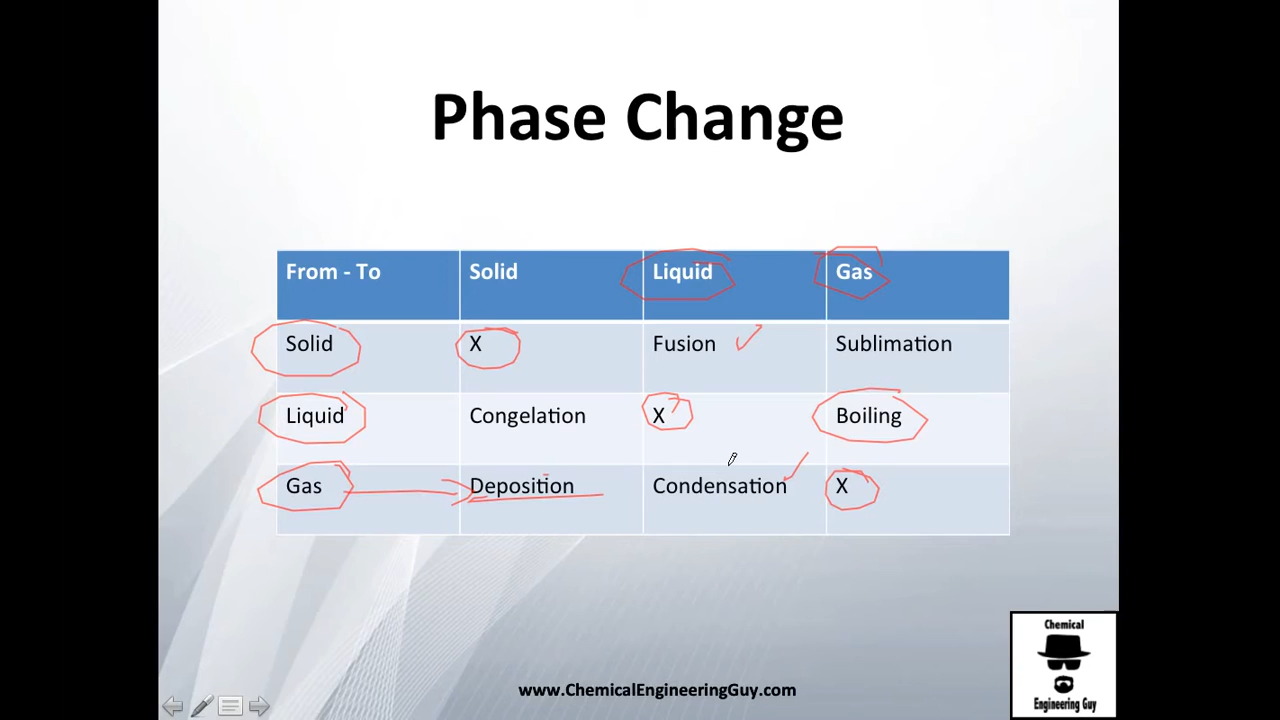 Phase Change
From - To Solid Liquid Gas
Solid X Fusion Sublimation
Liquid Congelation X Boiling
Gas Deposition Condensation X
Chemical
Engineering Guy
www.ChemicalEngineeringGuy.com